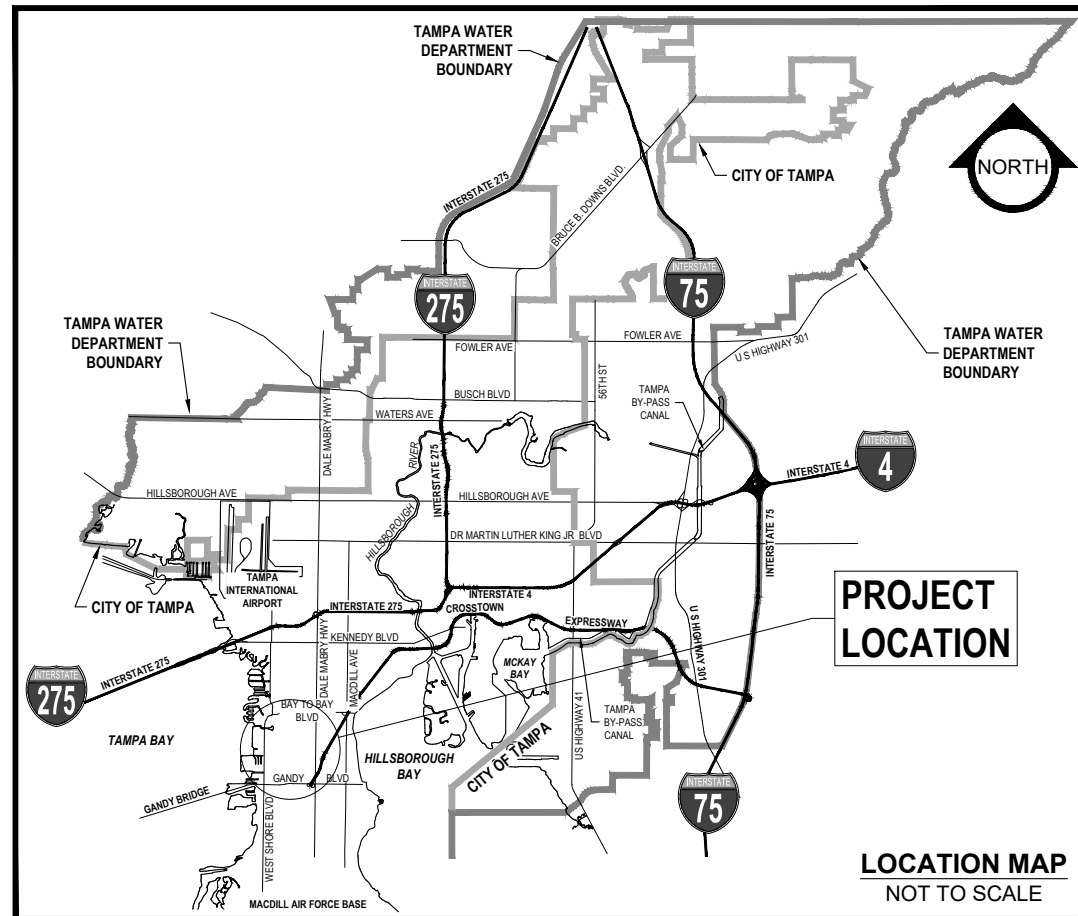 TAMPA WATER
DEPARTMENT
BOUNDARY
CITY OF TAMPA
NORTH
INTERSTATE 275
BRUCE B. DOWNS BLVD.
INTERSTATE
275
INTERSTATE
75
TAMPA WATER
DEPARTMENT
BOUNDARY
FOWLER AVE
FOWLER AVE
U S HIGHWAY 301
TAMPA WATER
DEPARTMENT
BOUNDARY
BUSCH BLVD
56TH ST
TAMPA
BY-PASS
CANAL
WATERS AVE
DALE MABRY HWY
RIVER
INTERSTATE 275
INTERSTATE
4
INTERSTATE 4
HILLSBOROUGH AVE
HILLSBOROUGH AVE
HILLSBOROUGH
DR MARTIN LUTHER KING JR BLVD
INTERSTATE 75
TAMPA
INTERNATIONAL
AIRPORT
CITY OF TAMPA
INTERSTATE 4
INTERSTATE 275
CROSSTOWN
EXPRESSWAY
PROJECT
LOCATION
KENNEDY BLVD
DALE MABRY HWY
MACDILL AVE
MCKAY
BAY
U S HIGHWAY 301
INTERSTATE
275
INTERSTATE 275
BAY TO BAY
BLVD
US HIGHWAY 41
TAMPA
BY-PASS
CANAL
TAMPA BAY
HILLSBOROUGH
BAY
CITY OF TAMPA
GANDY BLVD
GANDY BRIDGE
WEST SHORE BLVD
INTERSTATE
75
LOCATION MAP
NOT TO SCALE
MACDILL AIR FORCE BASE